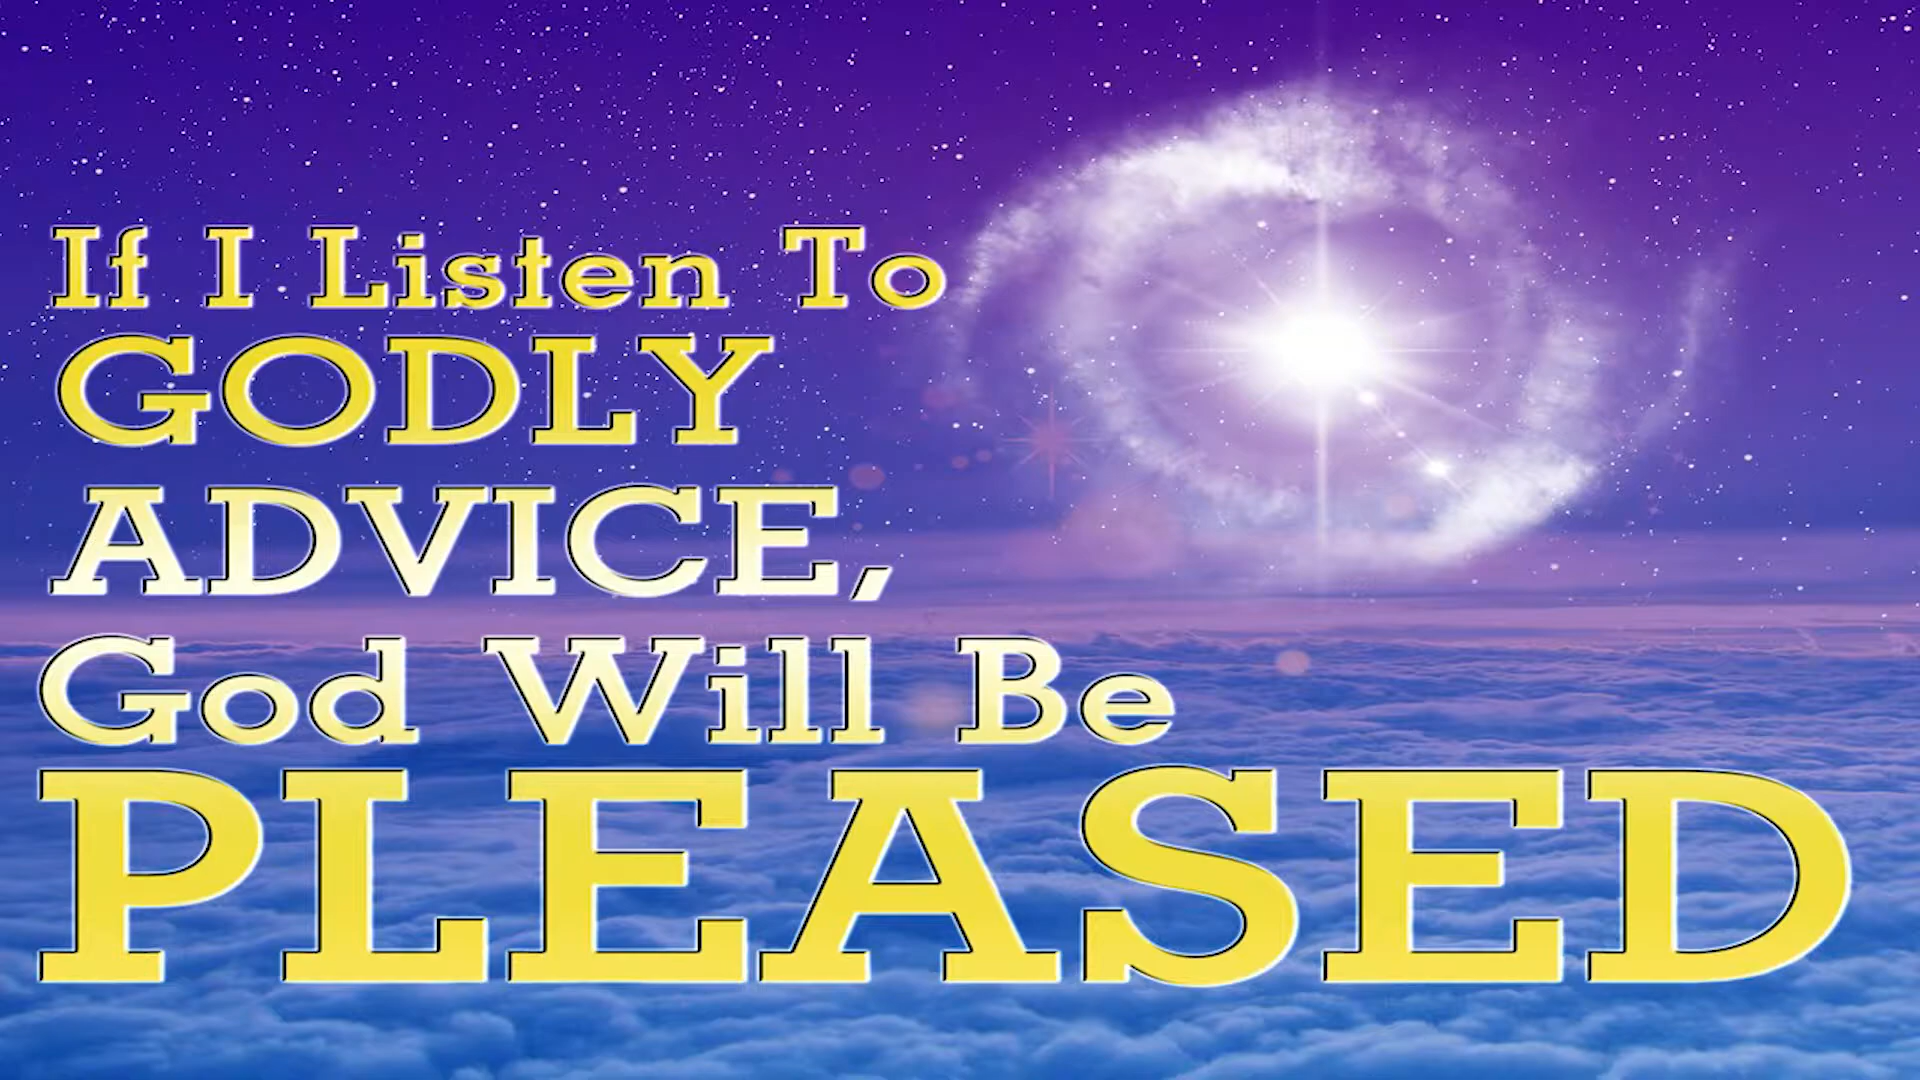 If I Listen To
GODLY
ADVICE,
God Will Be
PLEASED